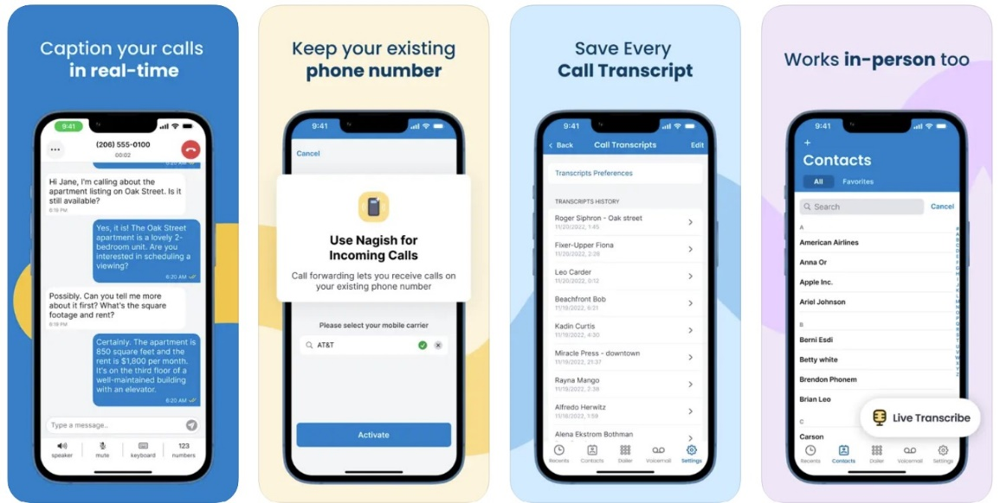 Caption your calls
in real-time
9:41
(206) 555-0100
00:02
Hi Jane, I'm calling about the
apartment listing on Oak Street. Is it
still available?
6:18 PM
Yes, it is! The Oak Street
apartment is a lovely 2-
bedroom unit. Are you
interested in scheduling a
viewing?
6:20 AM
Possibly. Can you tell me more
about it first? What's the square
footage and rent?
6:19 PM
Certainly. The apartment is
850 square feet and the
rent is $1,800 per month.
It's on the third floor of a
well-maintained building
with an elevator.
6:20 AM
Type a message..
speaker
mute
keyboard
123
numbers
Keep your existing
phone number
9:41
Cancel
Use Nagish for
Incoming Calls
Call forwarding lets you receive calls on
your existing phone number
Please select your mobile carrier
AT&T
Activate
Save Every
Call Transcript
9:41
Back Call Transcripts Edit
Transcripts Preferences
TRANSCRIPTS HISTORY
Roger Siphron - Oak street
11/20/2022, 1:45
Fixer-Upper Fiona
11/20/2022, 2:28
Leo Carder
11/20/2022, 0:12
Beachfront Bob
11/19/2022, 6:21
Kadin Curtis
11/19/2022, 4:30
Miracle Press - downtown
11/18/2022, 21:37
Rayna Mango
11/19/2022, 2:38
Alfredo Herwitz
11/18/2022, 1:59
Alena Ekstrom Bothman
Recents
Contacts
Dialler
Voicemail
Settings
Works in-person too
9:41
+
Contacts
All
Favorites
Search
Cancel
A
American Airlines
Anna Or
Apple Inc.
Ariel Johnson
B
Berni Esdi
Betty white
Brendon Phonem
Brian Leo
C
Carson
Live Transcribe
Recents
Contacts
Dialler
Voicemail
Settings